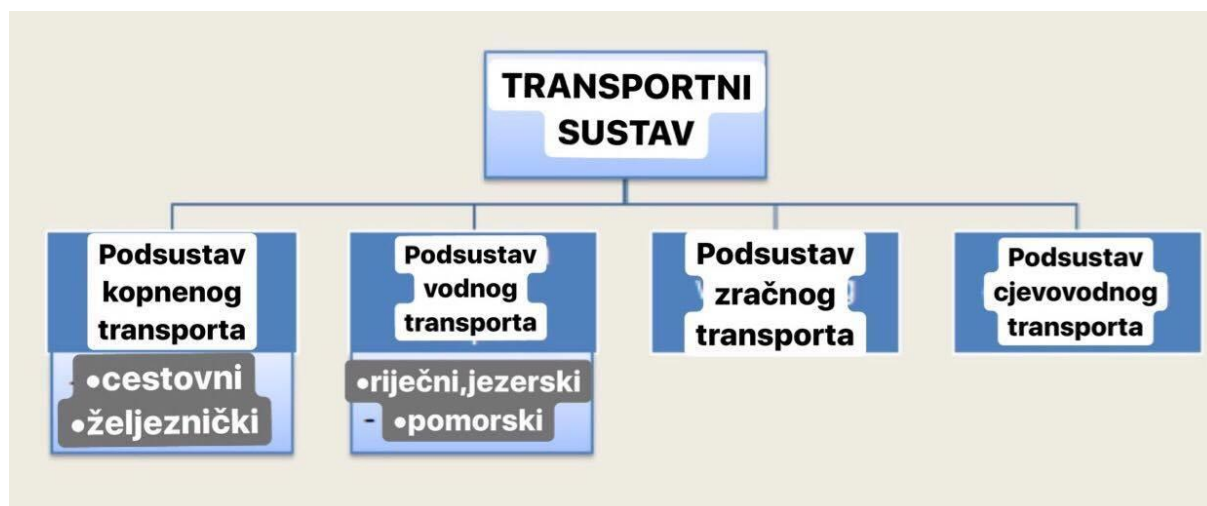 TRANSPORTNI
SUSTAV
Podsustav
kopnenog
transporta
•cestovni
•željeznički
Podsustav
vodnog
transporta
•riječni,jezerski
- •pomorski
Podsustav
zračnog
transporta
Podsustav
cjevovodnog
transporta